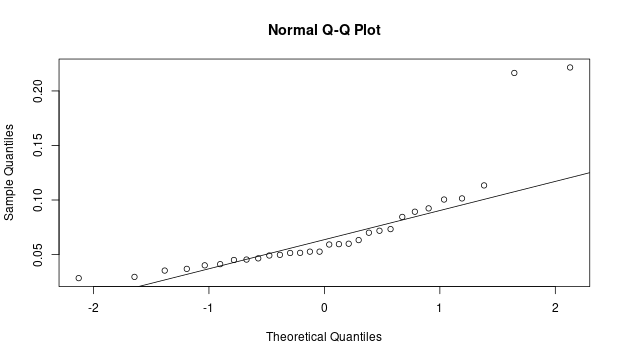 Normal Q-Q Plot
Sample Quantiles
0.20
0.15
0.10
0.05
-2 -1 0 1 2
Theoretical Quantiles